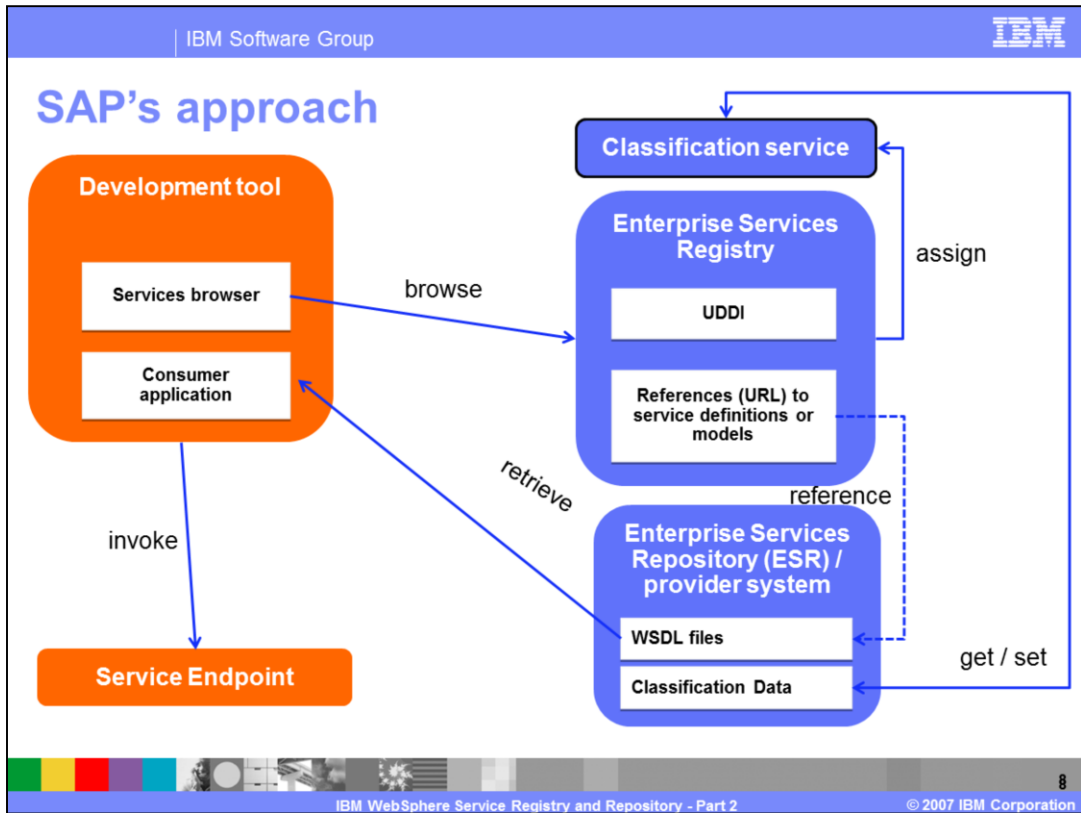 IBM Software Group
IBM
SAP's approach
Development tool
Services browser
Consumer
application
invoke
Service Endpoint
browse
retrieve
Classification service
Enterprise Services
Registry
UDDI
References (URL) to
service definitions or
models
assign
reference
Enterprise Services
Repository (ESR) /
provider system
WSDL files
Classification Data
get / set
8
IBM WebSphere Service Registry and Repository - Part 2
© 2007 IBM Corporation